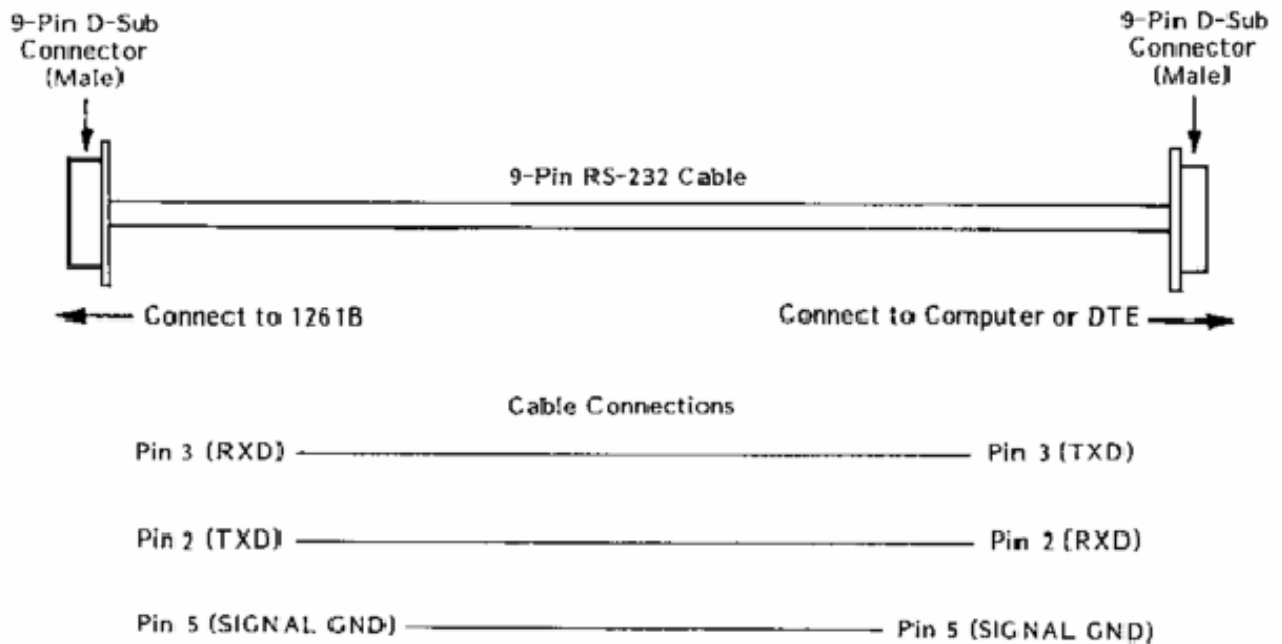 9-Pin D-Sub
Connector
(Male)
9-Pin D-Sub
Connector
(Male)
9-Pin RS-232 Cable
Connect to 1261B
Connect to Computer or DTE
Cable Connections
Pin 3 (RXD) Pin 3 (TXD)
Pin 2 (TXD) Pin 2 (RXD)
Pin 5 (SIGNAL GND) Pin 5 (SIGNAL GND)